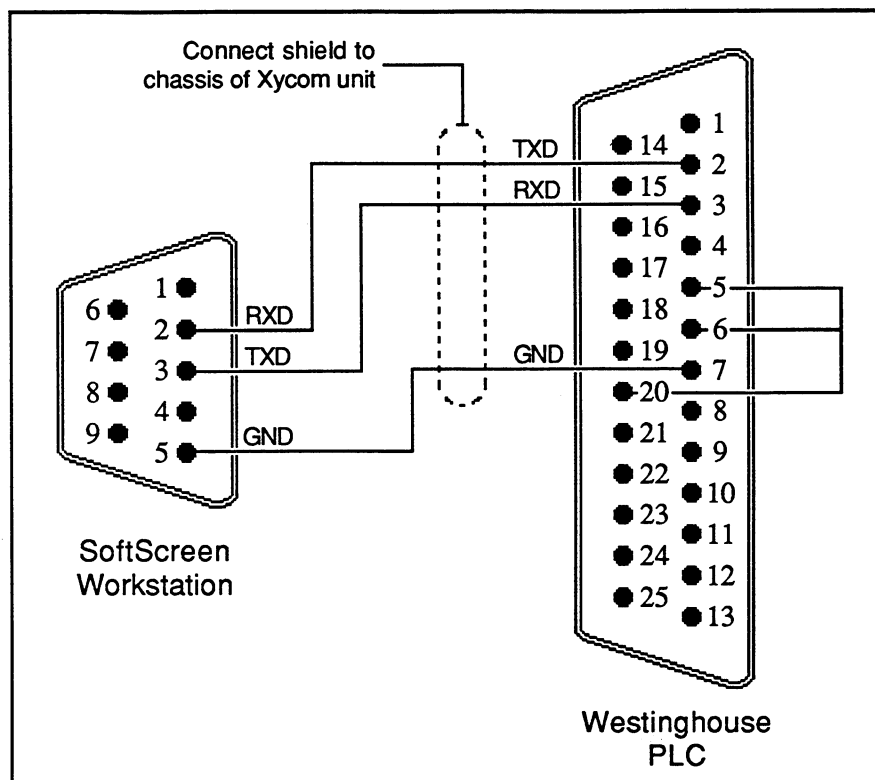 Connect shield to
chassis of Xycom unit
TXD
RXD
GND
RXD
TXD
GND
1
2
3
4
5
6
7
8
9
1
2
3
4
5
6
7
8
9
10
11
12
13
14
15
16
17
18
19
20
21
22
23
24
25
SoftScreen
Workstation
Westinghouse
PLC